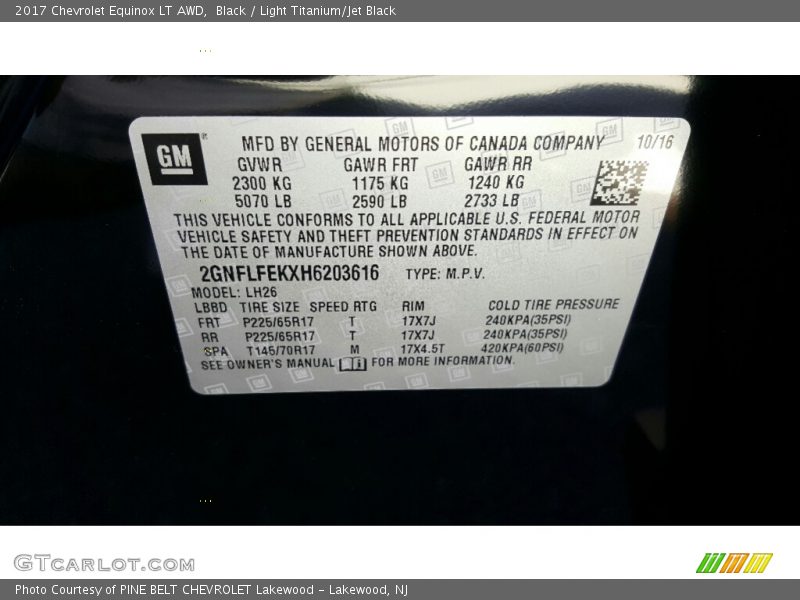 2017 Chevrolet Equinox LT AWD,  Black / Light Titanium/Jet Black
GM
MFD BY GENERAL MOTORS OF CANADA COMPANY 10/16
GVWR GAWR FRT GAWR RR
2300 KG 1175 KG 1240 KG
5070 LB 2590 LB 2733 LB
THIS VEHICLE CONFORMS TO ALL APPLICABLE U.S. FEDERAL MOTOR
VEHICLE SAFETY AND THEFT PREVENTION STANDARDS IN EFFECT ON
THE DATE OF MANUFACTURE SHOWN ABOVE.
2GNFLFEKXH6203616 TYPE: M.P.V.
MODEL: LH26
LBBD TIRE SIZE SPEED RTG RIM COLD TIRE PRESSURE
FRT P225/65R17 T 17X7J 240KPA(35PSI)
RR P225/65R17 T 17X7J 240KPA(35PSI)
SPA T145/70R17 M 17X4.5T 420KPA(60PSI)
SEE OWNER'S MANUAL FOR MORE INFORMATION.
GTCARLOT.COM
Photo Courtesy of PINE BELT CHEVROLET Lakewood - Lakewood, NJ